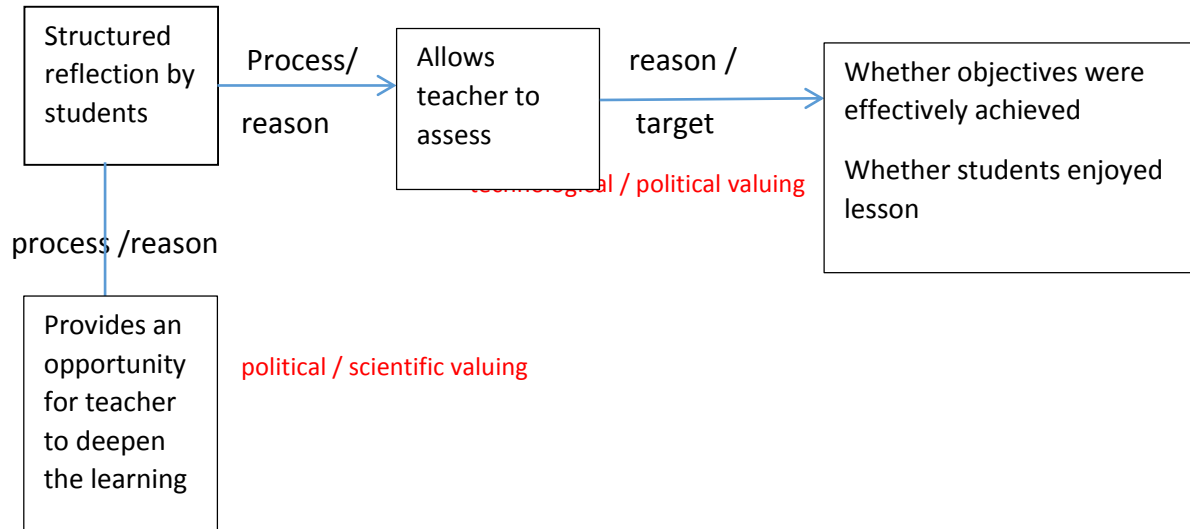 Structured
reflection by
students
Process/
reason
Allows
teacher to
assess
reason /
target
Whether objectives were
effectively achieved
Whether students enjoyed
lesson
technological / political valuing
process /reason
Provides an
opportunity
for teacher
to deepen
the learning
political / scientific valuing